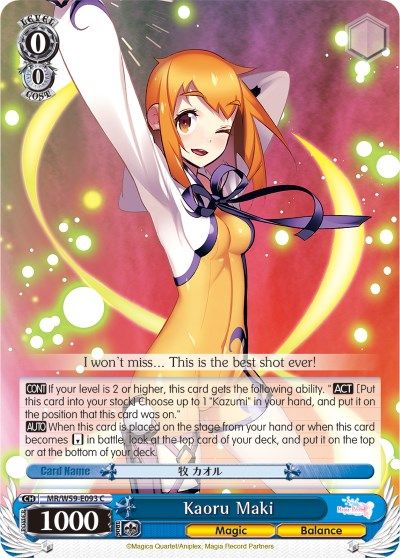 LEVEL
0
0
COST
I won't miss... This is the best shot ever!
CONT If your level is 2 or higher, this card gets the following ability. "ACT [Put
this card into your stock] Choose up to 1 "Kazumi" in your hand, and put it on
the position that this card was on."
AUTO When this card is placed on the stage from your hand or when this card
becomes [▼] in battle, look at the top card of your deck, and put it on the top
or at the bottom of your deck.
Card Name
牧 カオル
CH MR/W59-E093 C
POWER 1000 SOUL
Kaoru Maki
Magic Balance
©Magica Quartet/Aniplex, Magia Record Partners